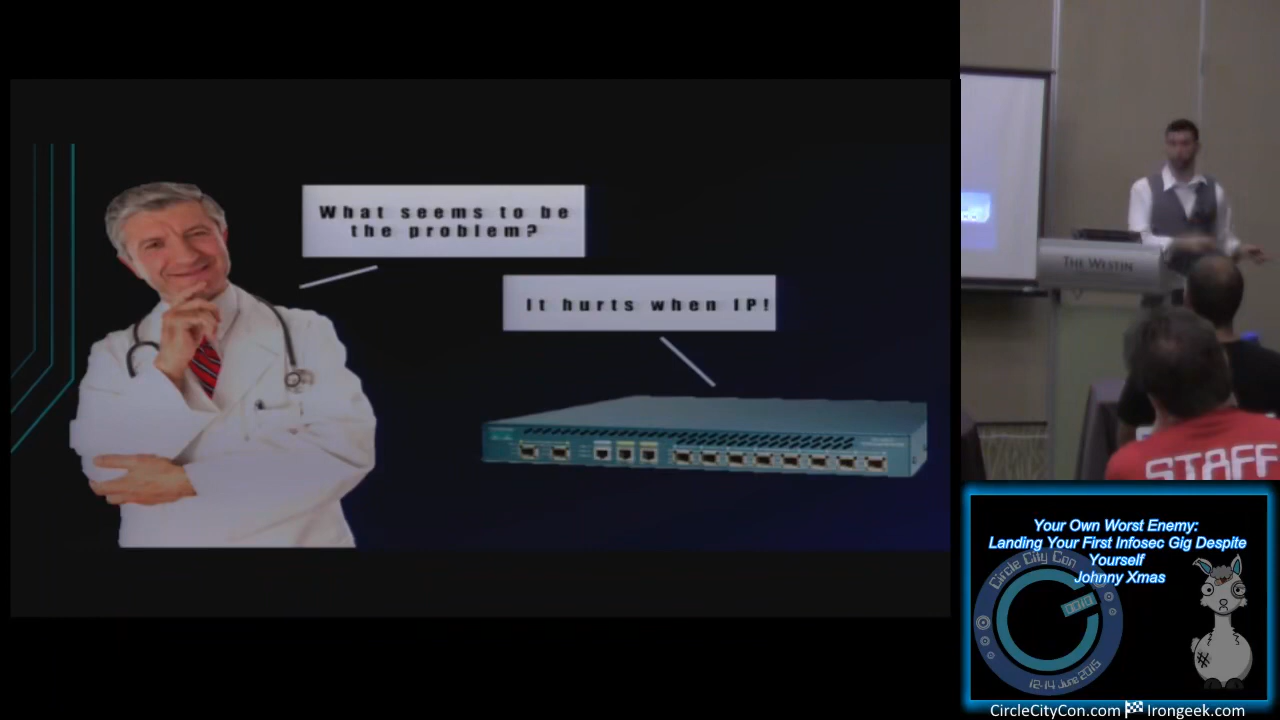 What seems to be
the problem?
It hurts when IP!
THE WESTIN
STAFF
Your Own Worst Enemy:
Landing Your First Infosec Gig Despite
Yourself
Johnny Xmas
Circle City Con
12-14 June 2015
CircleCityCon.com Irongeek.com